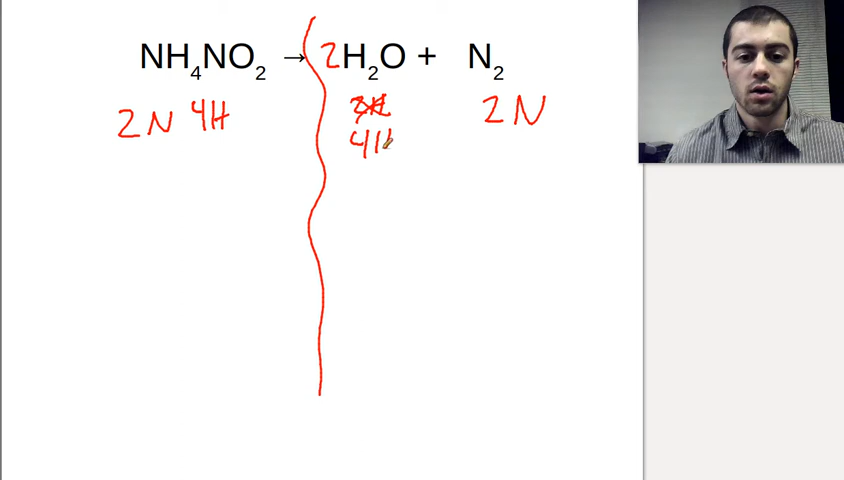 NH₄NO₂ → 2H₂O + N₂
2N 4H 2N
4H